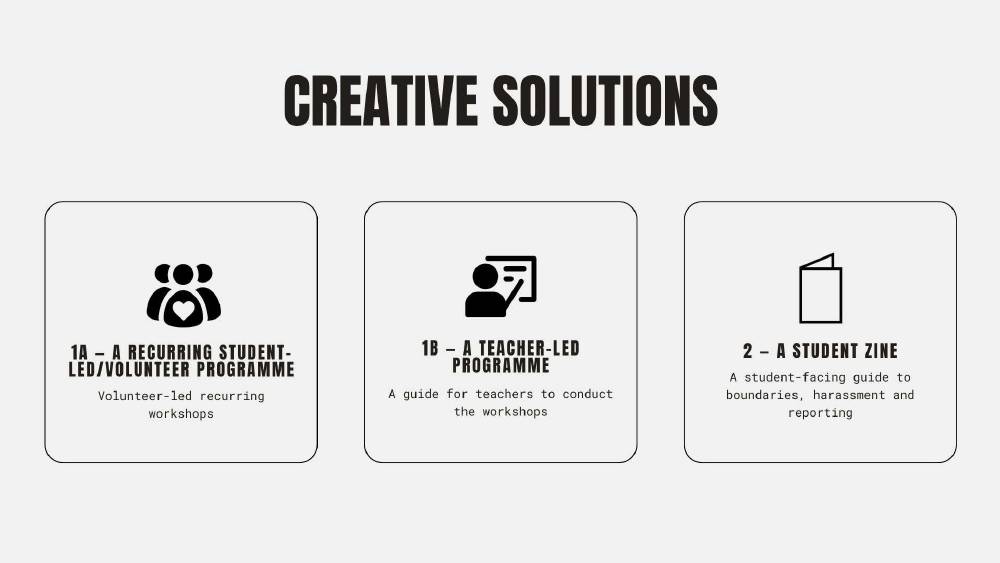 CREATIVE SOLUTIONS
1A – A RECURRING STUDENT-
LED/VOLUNTEER PROGRAMME
Volunteer-led recurring
workshops
1B – A TEACHER-LED
PROGRAMME
A guide for teachers to conduct
the workshops
2 – A STUDENT ZINE
A student-facing guide to
boundaries, harassment and
reporting